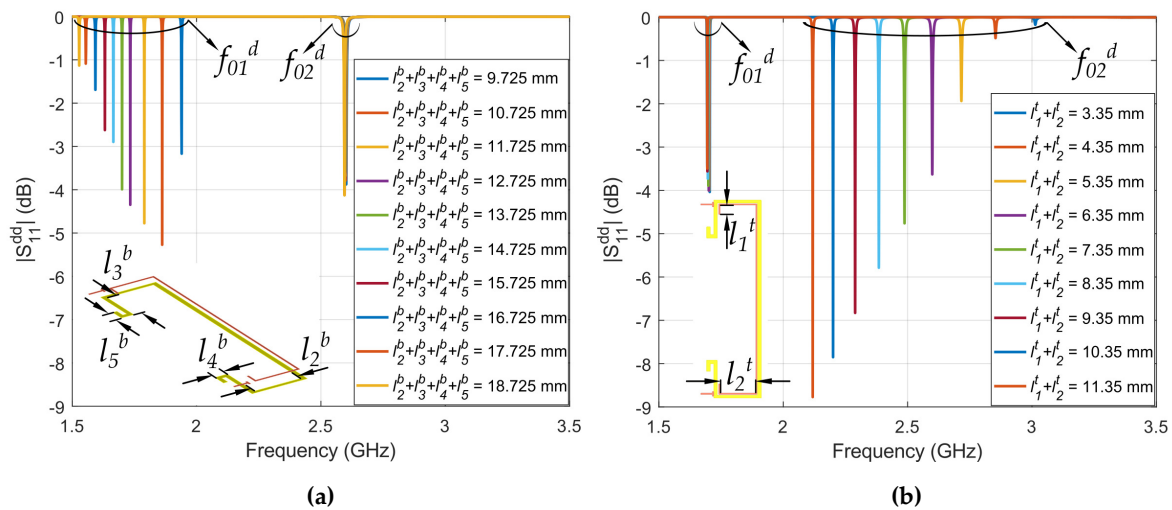 0
-1
-2
-3
-4
-5
-6
-7
-8
-9
|S₁₁ᵈᵈ| (dB)
1.5 2 2.5 3 3.5
Frequency (GHz)
f₀₁ᵈ
f₀₂ᵈ
l₂ᵇ+l₃ᵇ+l₄ᵇ+l₅ᵇ = 9.725 mm
l₂ᵇ+l₃ᵇ+l₄ᵇ+l₅ᵇ = 10.725 mm
l₂ᵇ+l₃ᵇ+l₄ᵇ+l₅ᵇ = 11.725 mm
l₂ᵇ+l₃ᵇ+l₄ᵇ+l₅ᵇ = 12.725 mm
l₂ᵇ+l₃ᵇ+l₄ᵇ+l₅ᵇ = 13.725 mm
l₂ᵇ+l₃ᵇ+l₄ᵇ+l₅ᵇ = 14.725 mm
l₂ᵇ+l₃ᵇ+l₄ᵇ+l₅ᵇ = 15.725 mm
l₂ᵇ+l₃ᵇ+l₄ᵇ+l₅ᵇ = 16.725 mm
l₂ᵇ+l₃ᵇ+l₄ᵇ+l₅ᵇ = 17.725 mm
l₂ᵇ+l₃ᵇ+l₄ᵇ+l₅ᵇ = 18.725 mm
l₃ᵇ
l₅ᵇ
l₄ᵇ
l₂ᵇ
(a)
0
-1
-2
-3
-4
-5
-6
-7
-8
-9
|S₁₁ᵈᵈ| (dB)
1.5 2 2.5 3 3.5
Frequency (GHz)
f₀₁ᵈ
f₀₂ᵈ
l₁ᵗ+l₂ᵗ = 3.35 mm
l₁ᵗ+l₂ᵗ = 4.35 mm
l₁ᵗ+l₂ᵗ = 5.35 mm
l₁ᵗ+l₂ᵗ = 6.35 mm
l₁ᵗ+l₂ᵗ = 7.35 mm
l₁ᵗ+l₂ᵗ = 8.35 mm
l₁ᵗ+l₂ᵗ = 9.35 mm
l₁ᵗ+l₂ᵗ = 10.35 mm
l₁ᵗ+l₂ᵗ = 11.35 mm
l₁ᵗ
l₂ᵗ
(b)